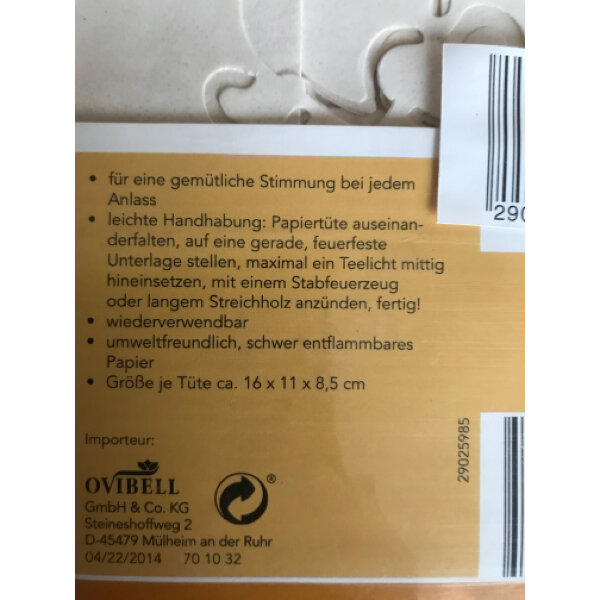 • für eine gemütliche Stimmung bei jedem
Anlass
• leichte Handhabung: Papiertüte auseinan-
derfalten, auf eine gerade, feuerfeste
Unterlage stellen, maximal ein Teelicht mittig
hineinsetzen, mit einem Stabfeuerzeug
oder langem Streichholz anzünden, fertig!
• wiederverwendbar
• umweltfreundlich, schwer entflammbares
Papier
• Größe je Tüte ca. 16 x 11 x 8,5 cm
Importeur:
OVIBELL
GmbH & Co. KG
Steineshoffweg 2
D-45479 Mülheim an der Ruhr
04/22/2014 70 10 32
®
29025985
290